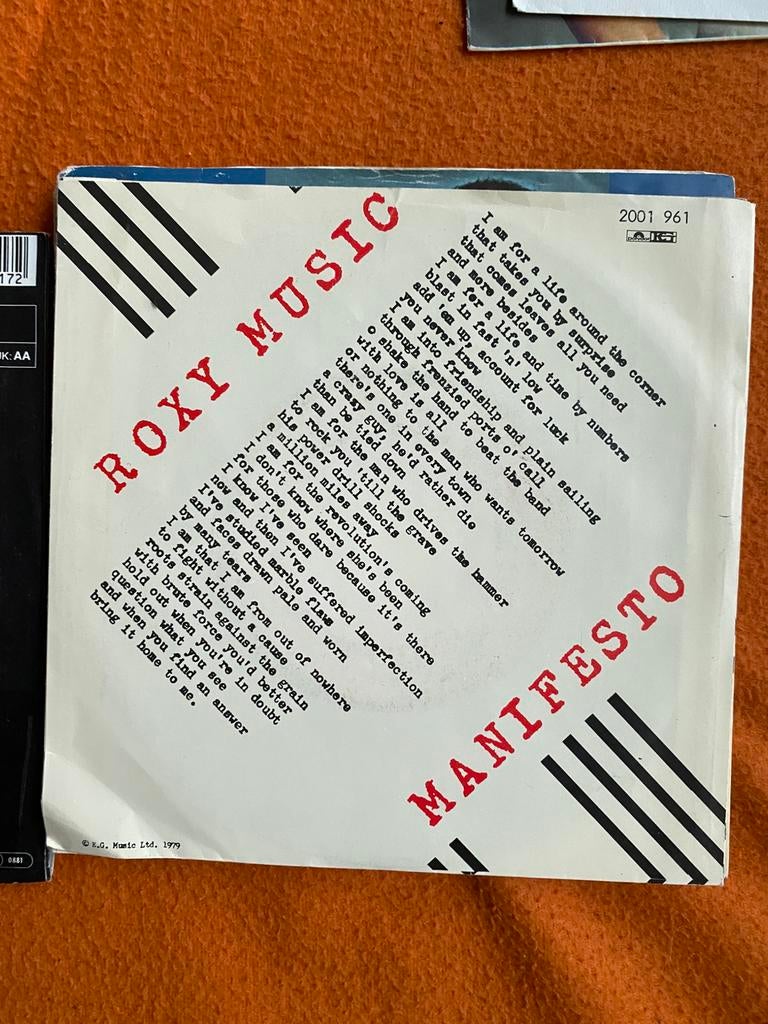 172
UK: AA
0881
2001 961
polydor
ROXY MUSIC
I am for a life around the corner
that takes you by surprise
that comes leaves all you need
and more besides
I am for a life and time by numbers
blast in fast 'n' low
add 'em up, account for luck
you never know
I am into friendship and plain sailing
through frenzied ports o' call
o shake the hand to beat the band
with love is all
or nothing to the man who wants tomorrow
there's one in every town
a crazy guy, he'd rather die
than be tied down
I am for the man who drives the hammer
to rock you 'till the grave
his power drill shocks
a million miles away
I am for the revolution's coming
I don't know where she's been
for those who dare because it's there
I know I've seen
now and then I've suffered imperfection
I've studied marble flaws
and faces drawn pale and worn
by many tears
I am that I am from out of nowhere
to fight without a cause
roots strain against the grain
with brute force you'd better
hold out when you're in doubt
question what you see
and when you find an answer
bring it home to me.
MANIFESTO
© E.G. Music Ltd. 1979